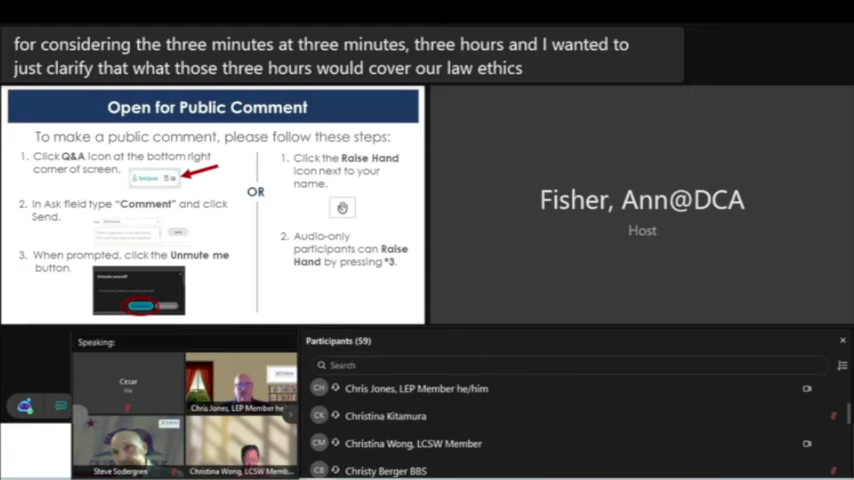 for considering the three minutes at three minutes, three hours and I wanted to
just clarify that what those three hours would cover our law ethics
Open for Public Comment
To make a public comment, please follow these steps:
1. Click Q&A icon at the bottom right
corner of screen.
2. In Ask field type "Comment" and click
Send.
3. When prompted, click the Unmute me
button.
OR
1. Click the Raise Hand
icon next to your
name.
2. Audio-only
participants can Raise
Hand by pressing *3.
Fisher, Ann@DCA
Host
Speaking:
Cesar
Me
Chris Jones, LEP Member he
Steve Sodergren
Christina Wong, LCSW Memb...
Participants (59)
Search
CH Chris Jones, LEP Member he/him
CK Christina Kitamura
CM Christina Wong, LCSW Member
CB Christy Berger BBS